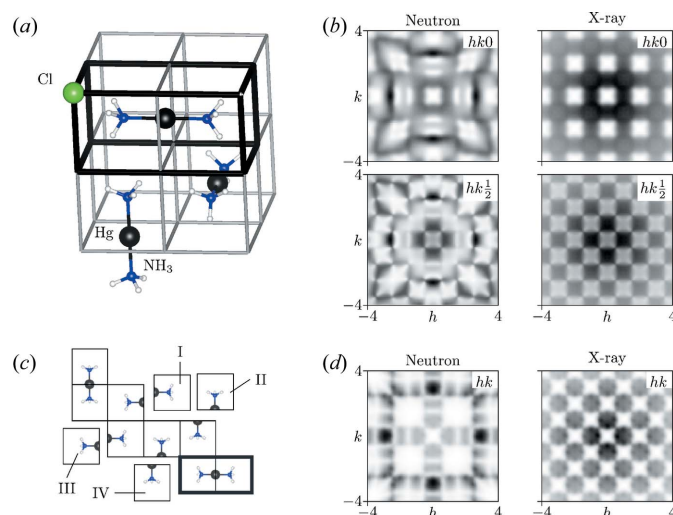 (a)
Cl
Hg
NH3
(b)
Neutron
X-ray
4
hk0
hk0
k
−4
4
hk½
hk½
k
−4
−4
h
4
−4
h
4
(c)
I
II
III
IV
(d)
Neutron
X-ray
4
hk
hk
k
−4
−4
h
4
−4
h
4